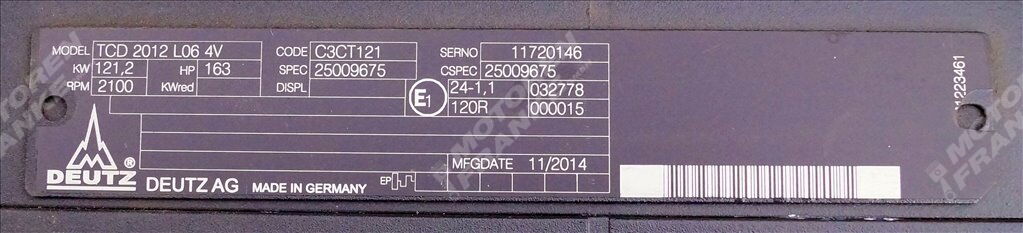 MODEL TCD 2012 L06 4V CODE C3CT121 SERNO 11720146
KW 121,2 HP 163 SPEC 25009675 CSPEC 25009675
RPM 2100 KWred DISPL E1 24-1,1 032778
120R 000015
MFGDATE 11/2014
DEUTZ ® DEUTZ AG MADE IN GERMANY EP
MOTOREN
FRANKEN